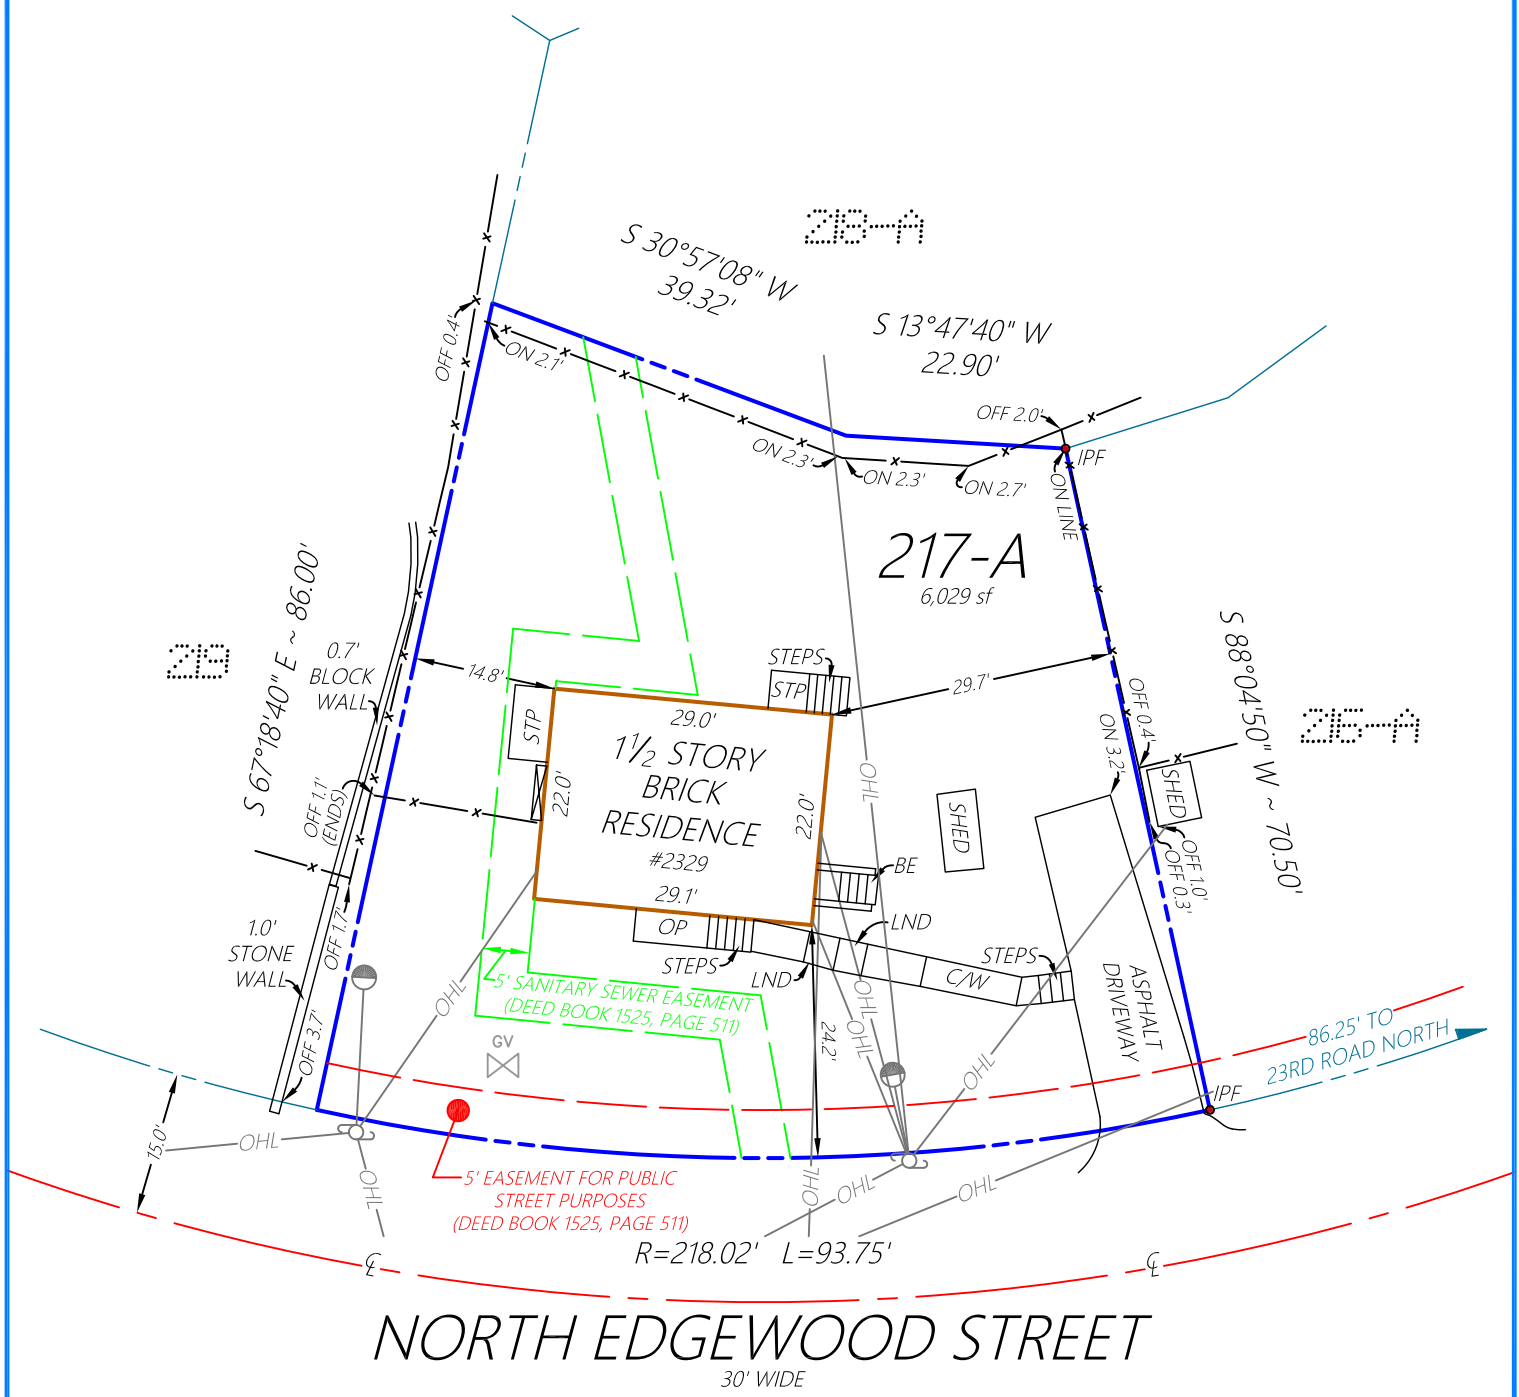 218-A
S 30°57'08" W
39.32'
S 13°47'40" W
22.90'
OFF 0.4'
ON 2.1'
OFF 2.0'
IPF
ON 2.3'
ON 2.3'
ON 2.7'
ON LINE
217-A
6,029 sf
S 67°18'40" E ~ 86.00'
219
0.7'
BLOCK
WALL
14.8'
STEPS
STP
29.7'
S 88°04'50" W ~ 70.50'
216-A
STP
29.0'
1½ STORY
BRICK
RESIDENCE
#2329
29.1'
22.0'
22.0'
OHL
OFF 0.4'
ON 3.2'
SHED
SHED
OFF 1.0'
OFF 0.3'
OFF 1.1'
(ENDS)
BE
OP
STEPS
LND
LND
C/W
STEPS
1.0'
STONE
WALL
OFF 1.7'
OFF 3.7'
OHL
5' SANITARY SEWER EASEMENT
(DEED BOOK 1525, PAGE 511)
GV
24.2'
OHL
OHL
OHL
ASPHALT
DRIVEWAY
86.25' TO
23RD ROAD NORTH
IPF
15.0'
OHL
OHL
5' EASEMENT FOR PUBLIC
STREET PURPOSES
(DEED BOOK 1525, PAGE 511)
OHL
OHL
OHL
R=218.02' L=93.75'
℄
℄
NORTH EDGEWOOD STREET
30' WIDE